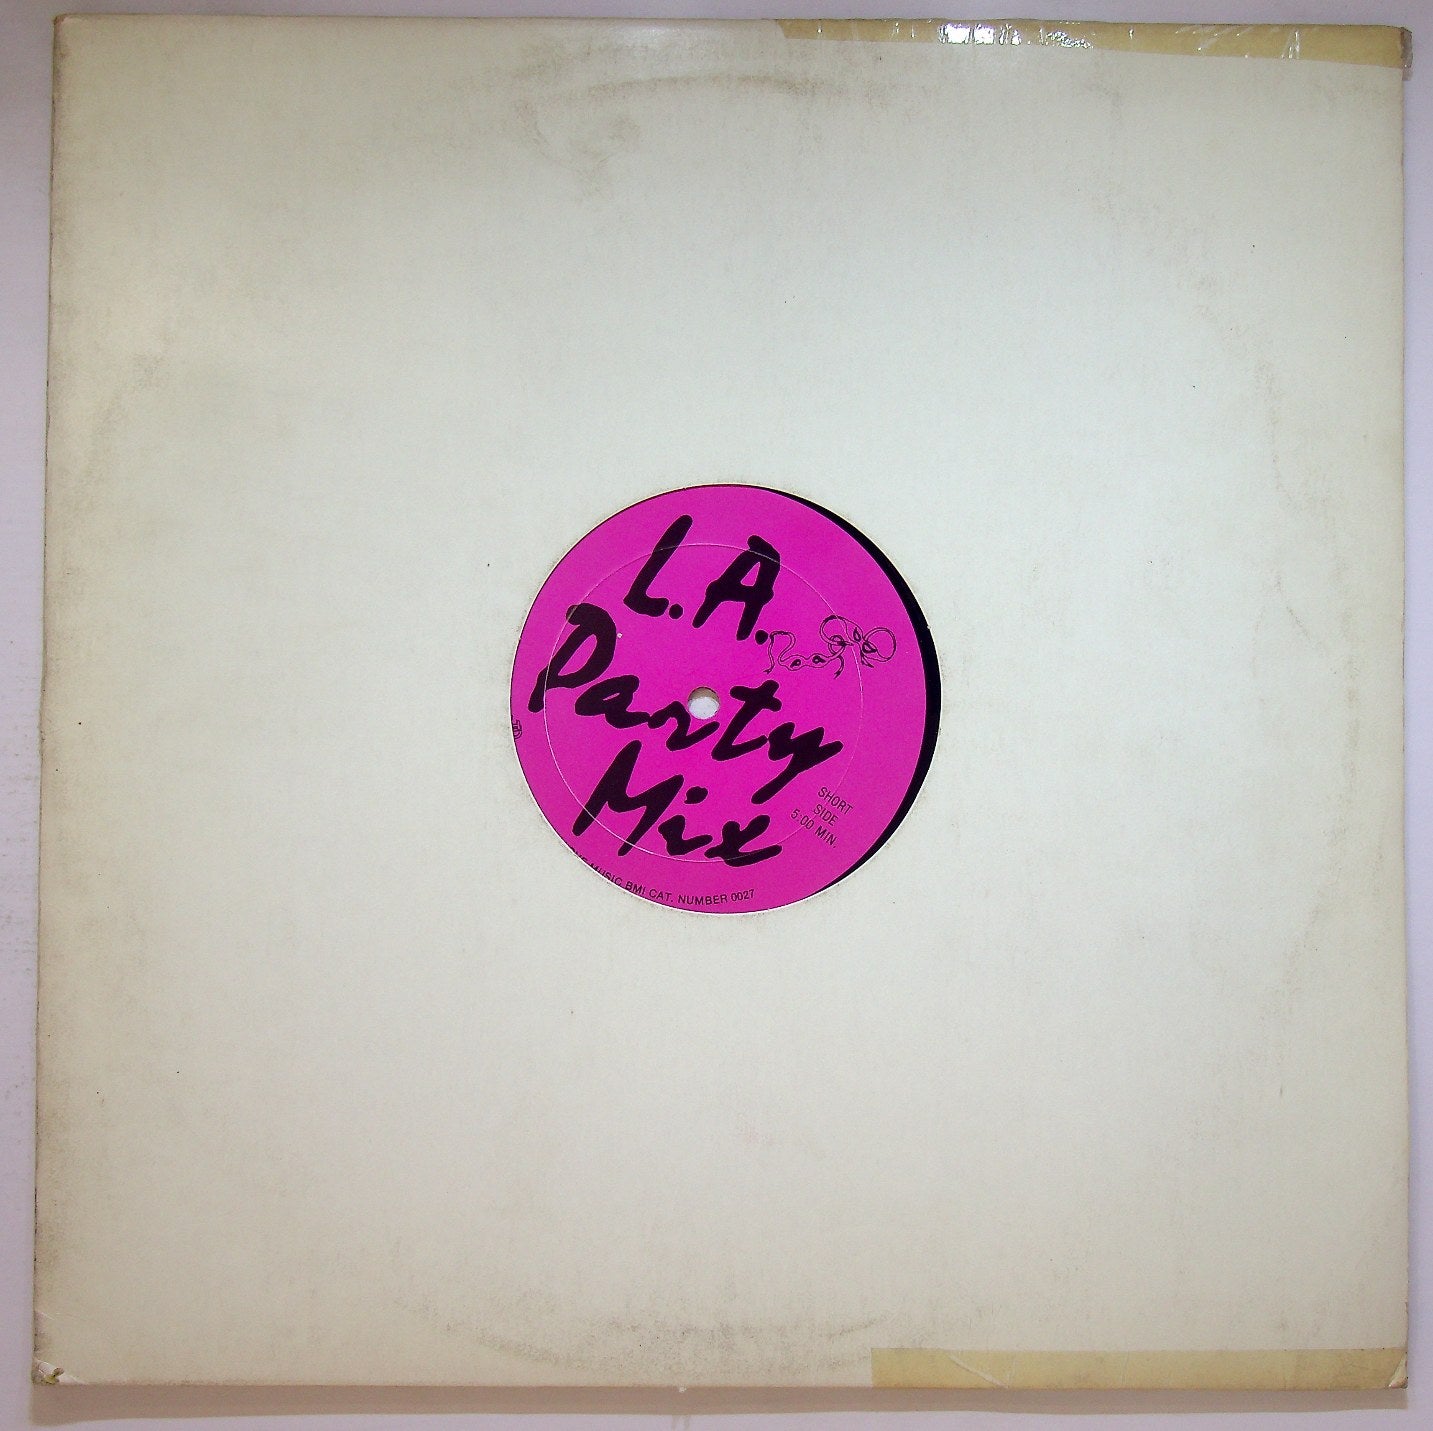 L.A.
Party
Mix
SHORT
SIDE
5:00 MIN.
MUSIC BMI CAT. NUMBER 0027